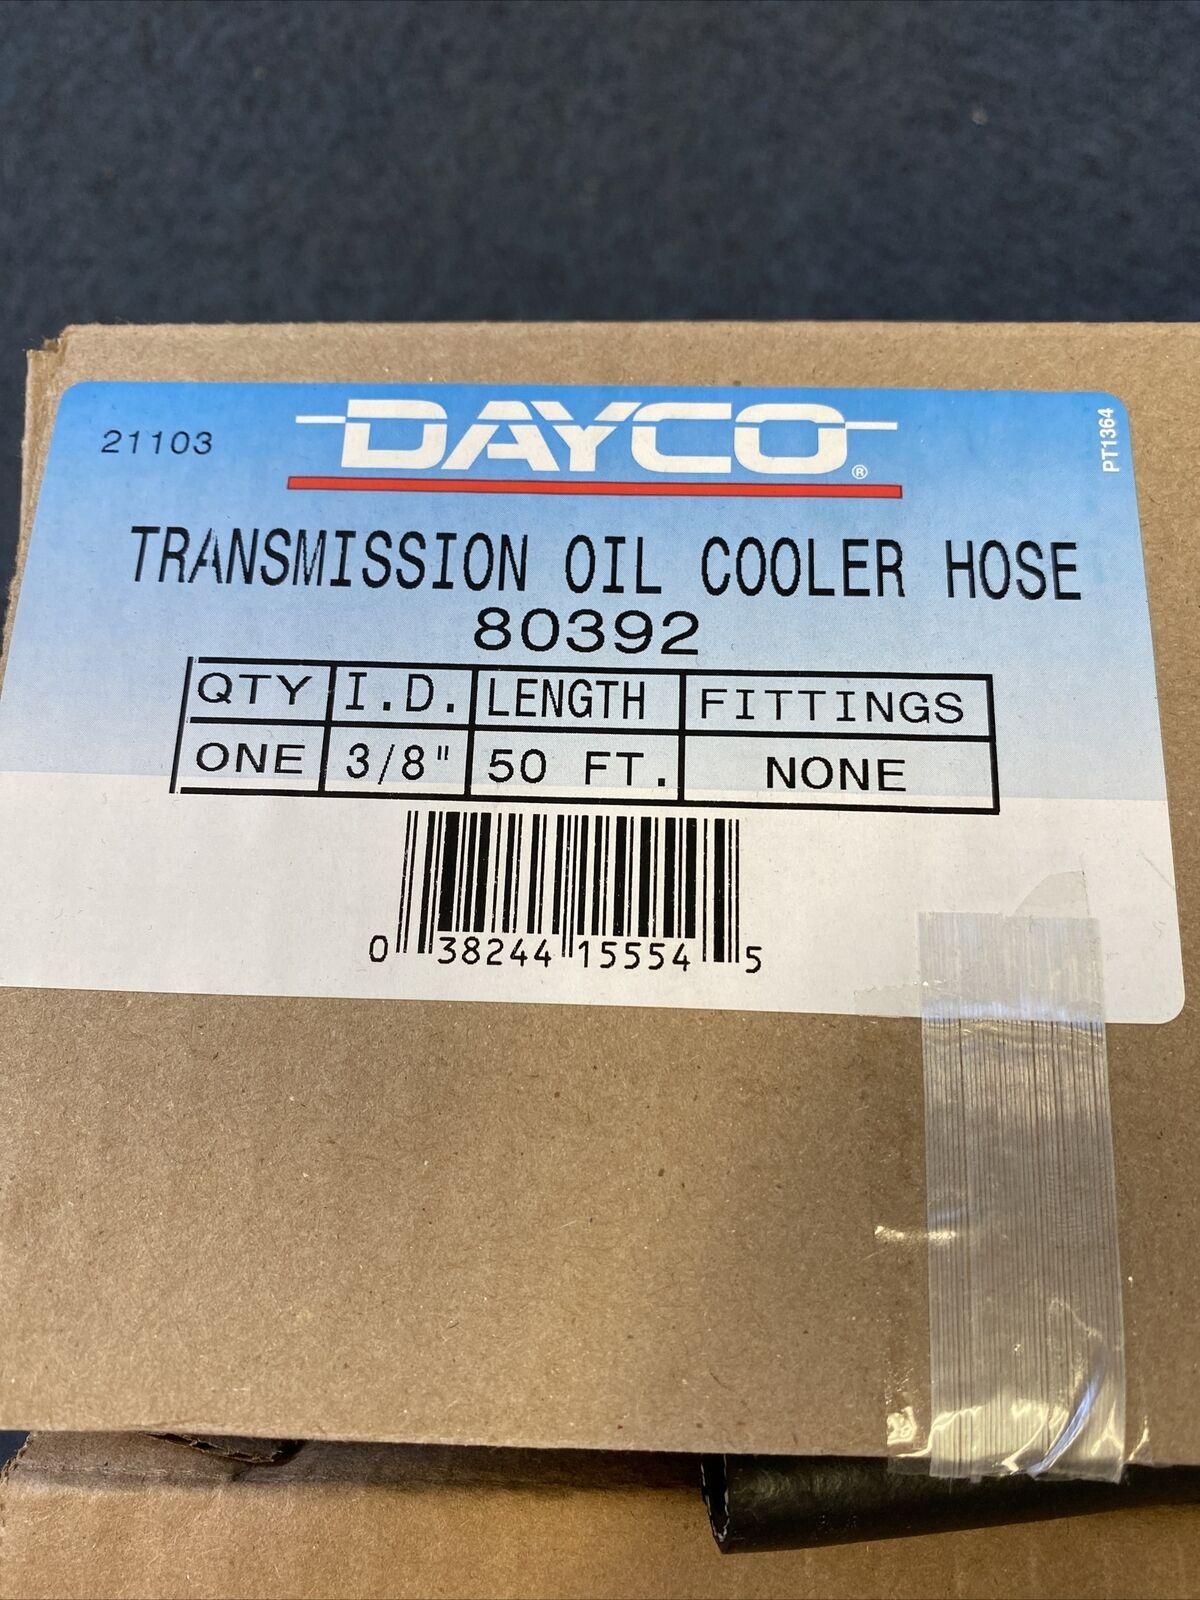 21103
DAYCO®
PT1364
TRANSMISSION OIL COOLER HOSE
80392
QTY I.D. LENGTH FITTINGS
ONE 3/8" 50 FT. NONE
0 38244 15554 5